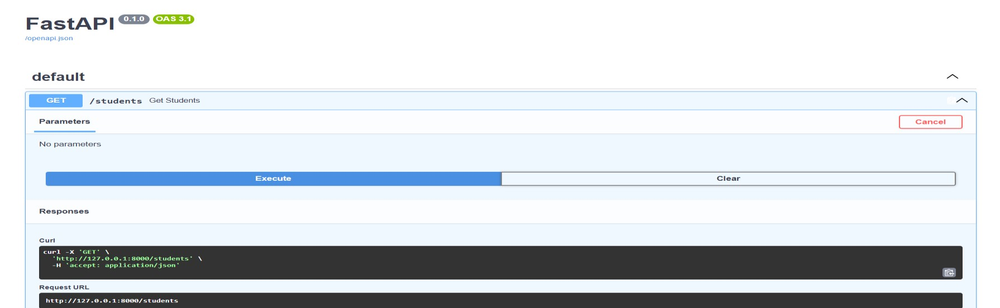 FastAPI 0.1.0 OAS 3.1
/openapi.json
default
GET /students Get Students
Parameters Cancel
No parameters
Execute Clear
Responses
Curl
curl -X 'GET' \
  'http://127.0.0.1:8000/students' \
  -H 'accept: application/json'
Request URL
http://127.0.0.1:8000/students